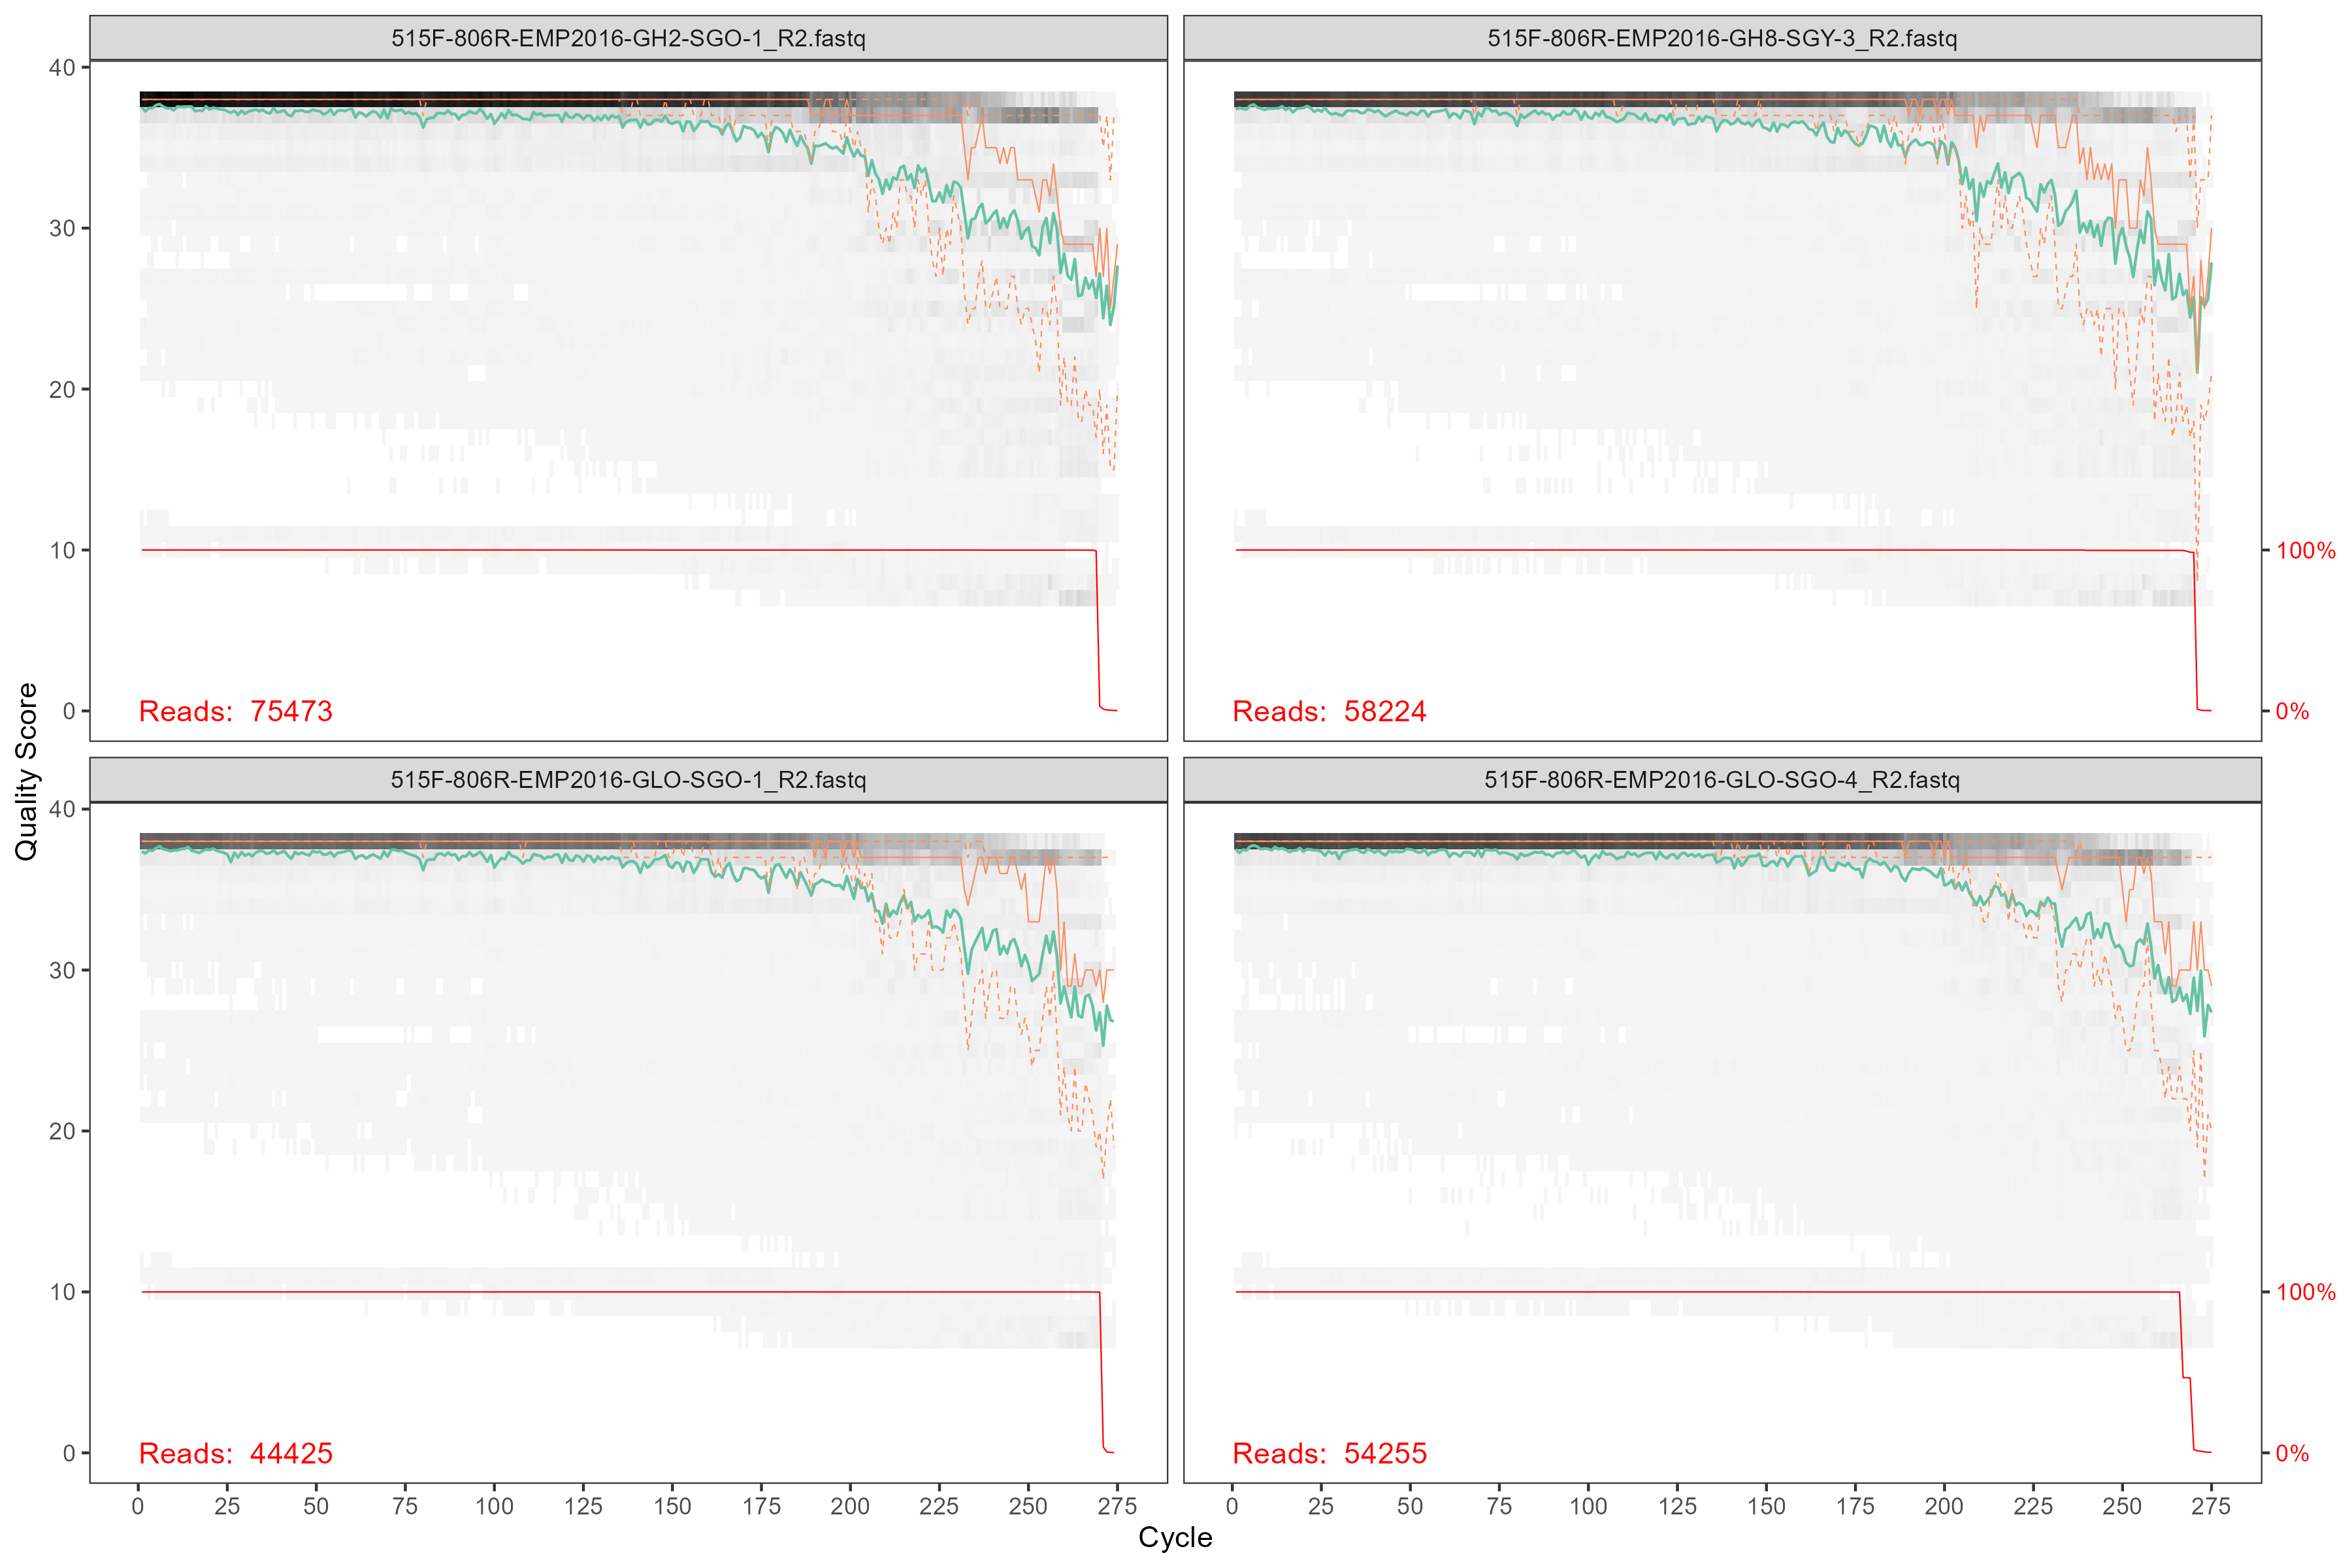 515F-806R-EMP2016-GH2-SGO-1_R2.fastq
515F-806R-EMP2016-GH8-SGY-3_R2.fastq
40
30
20
10
0
Reads: 75473
Reads: 58224
100%
0%
Quality Score
515F-806R-EMP2016-GLO-SGO-1_R2.fastq
515F-806R-EMP2016-GLO-SGO-4_R2.fastq
40
30
20
10
0
Reads: 44425
Reads: 54255
100%
0%
0 25 50 75 100 125 150 175 200 225 250 275
0 25 50 75 100 125 150 175 200 225 250 275
Cycle